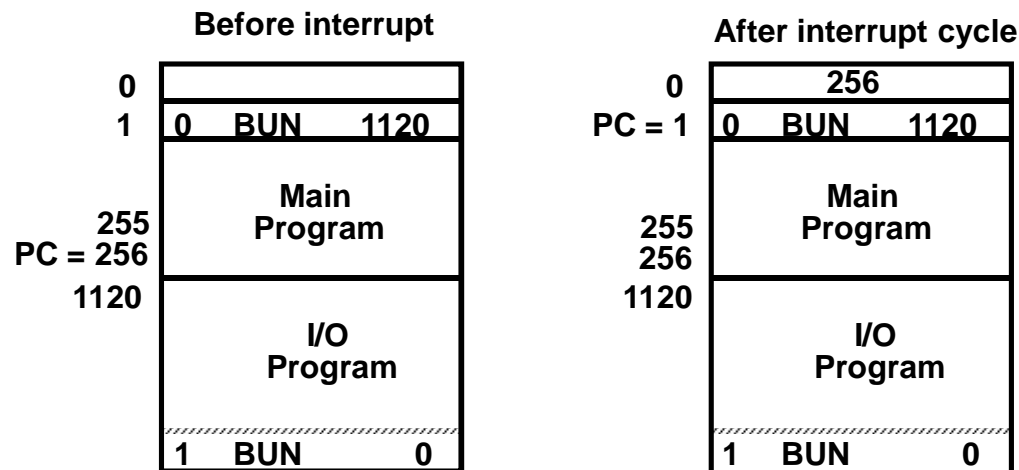 Before interrupt
0
1
0 BUN 1120
Main
Program
255
PC = 256
1120
I/O
Program
1 BUN 0
After interrupt cycle
0
256
PC = 1
0 BUN 1120
Main
Program
255
256
1120
I/O
Program
1 BUN 0